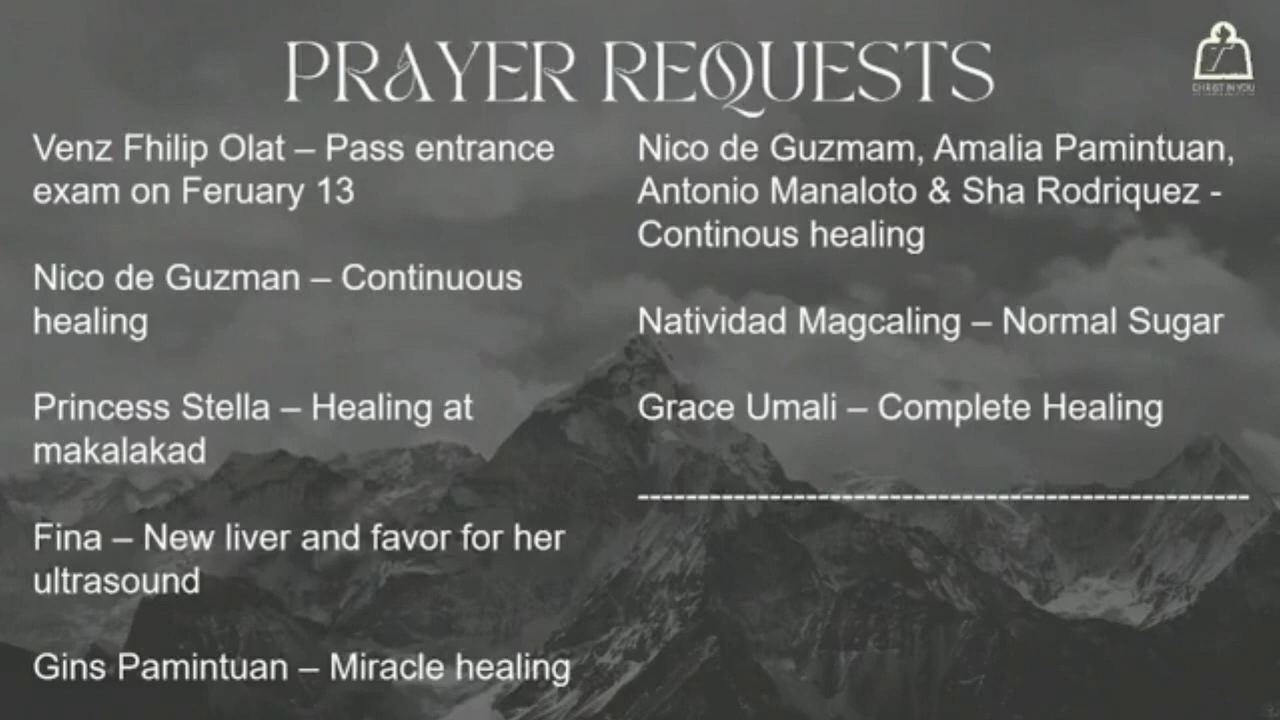 PRAYER REQUESTS
CHRIST IN YOU
Venz Fhilip Olat – Pass entrance
exam on Feruary 13
Nico de Guzman – Continuous
healing
Princess Stella – Healing at
makalakad
Fina – New liver and favor for her
ultrasound
Gins Pamintuan – Miracle healing
Nico de Guzmam, Amalia Pamintuan,
Antonio Manaloto & Sha Rodriquez -
Continous healing
Natividad Magcaling – Normal Sugar
Grace Umali – Complete Healing
---------------------------------------------------